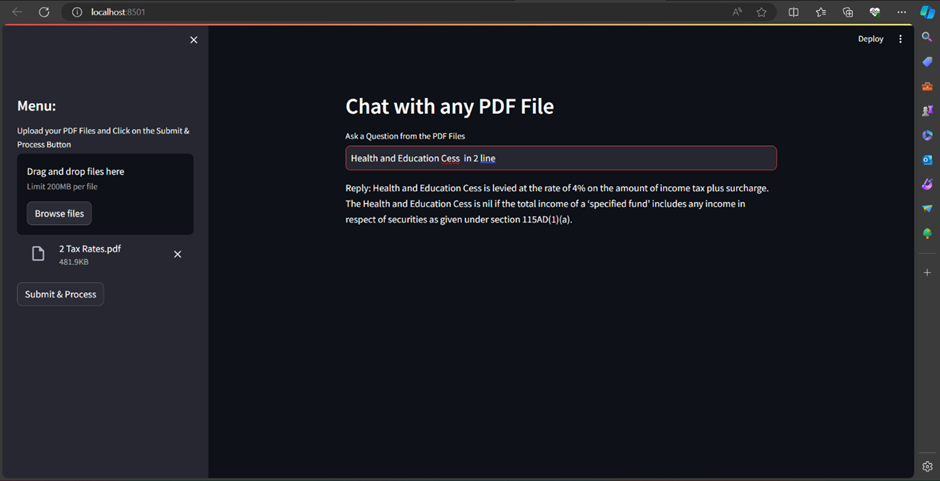 localhost:8501
Deploy
Menu:
Upload your PDF Files and Click on the Submit &
Process Button
Drag and drop files here
Limit 200MB per file
Browse files
2 Tax Rates.pdf
481.9KB
Submit & Process
Chat with any PDF File
Ask a Question from the PDF Files
Health and Education Cess  in 2 line
Reply: Health and Education Cess is levied at the rate of 4% on the amount of income tax plus surcharge.
The Health and Education Cess is nil if the total income of a ‘specified fund’ includes any income in
respect of securities as given under section 115AD(1)(a).